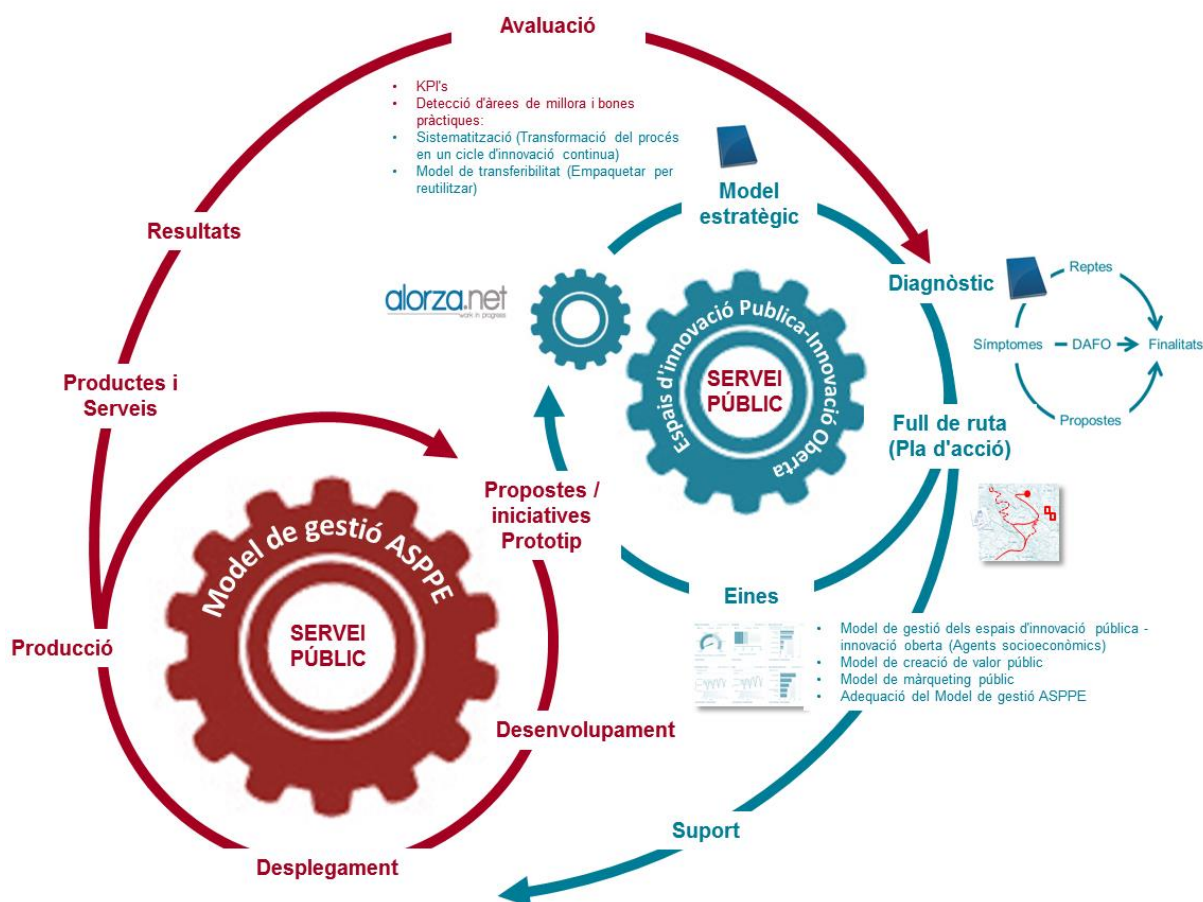 Avaluació
• KPI's
• Detecció d'àrees de millora i bones
pràctiques:
• Sistematització (Transformació del procés
en un cicle d'innovació continua)
• Model de transferibilitat (Empaquetar per
reutilitzar)
Model
estratègic
Resultats
Diagnòstic
Reptes
Símptomes
DAFO
Finalitats
Propostes
alorza.net
work in progress
Espais d'innovació Publica-Innovació Oberta
SERVEI
PÚBLIC
Productes i
Serveis
Full de ruta
(Pla d'acció)
Propostes /
iniciatives
Prototip
Model de gestió ASPPE
SERVEI
PÚBLIC
Producció
Eines
• Model de gestió dels espais d'innovació pública -
innovació oberta (Agents socioeconòmics)
• Model de creació de valor públic
• Model de màrqueting públic
• Adequació del Model de gestió ASPPE
Desenvolupament
Suport
Desplegament